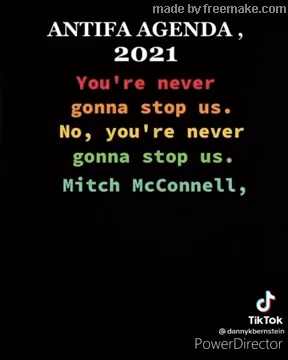 made by freemake.com
ANTIFA AGENDA ,
2021
You're never
gonna stop us.
No, you're never
gonna stop us.
Mitch McConnell,
TikTok
@dannykbernstein
PowerDirector